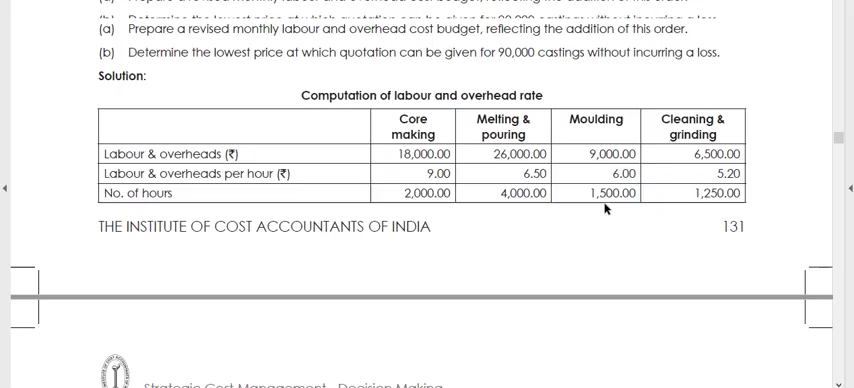 (a) Prepare a revised monthly labour and overhead cost budget, reflecting the addition of this order.
(b) Determine the lowest price at which quotation can be given for 90,000 castings without incurring a loss.
Solution:
Computation of labour and overhead rate
Core making Melting & pouring Moulding Cleaning & grinding
Labour & overheads (₹) 18,000.00 26,000.00 9,000.00 6,500.00
Labour & overheads per hour (₹) 9.00 6.50 6.00 5.20
No. of hours 2,000.00 4,000.00 1,500.00 1,250.00
THE INSTITUTE OF COST ACCOUNTANTS OF INDIA 131
Strategic Cost Management - Decision Making